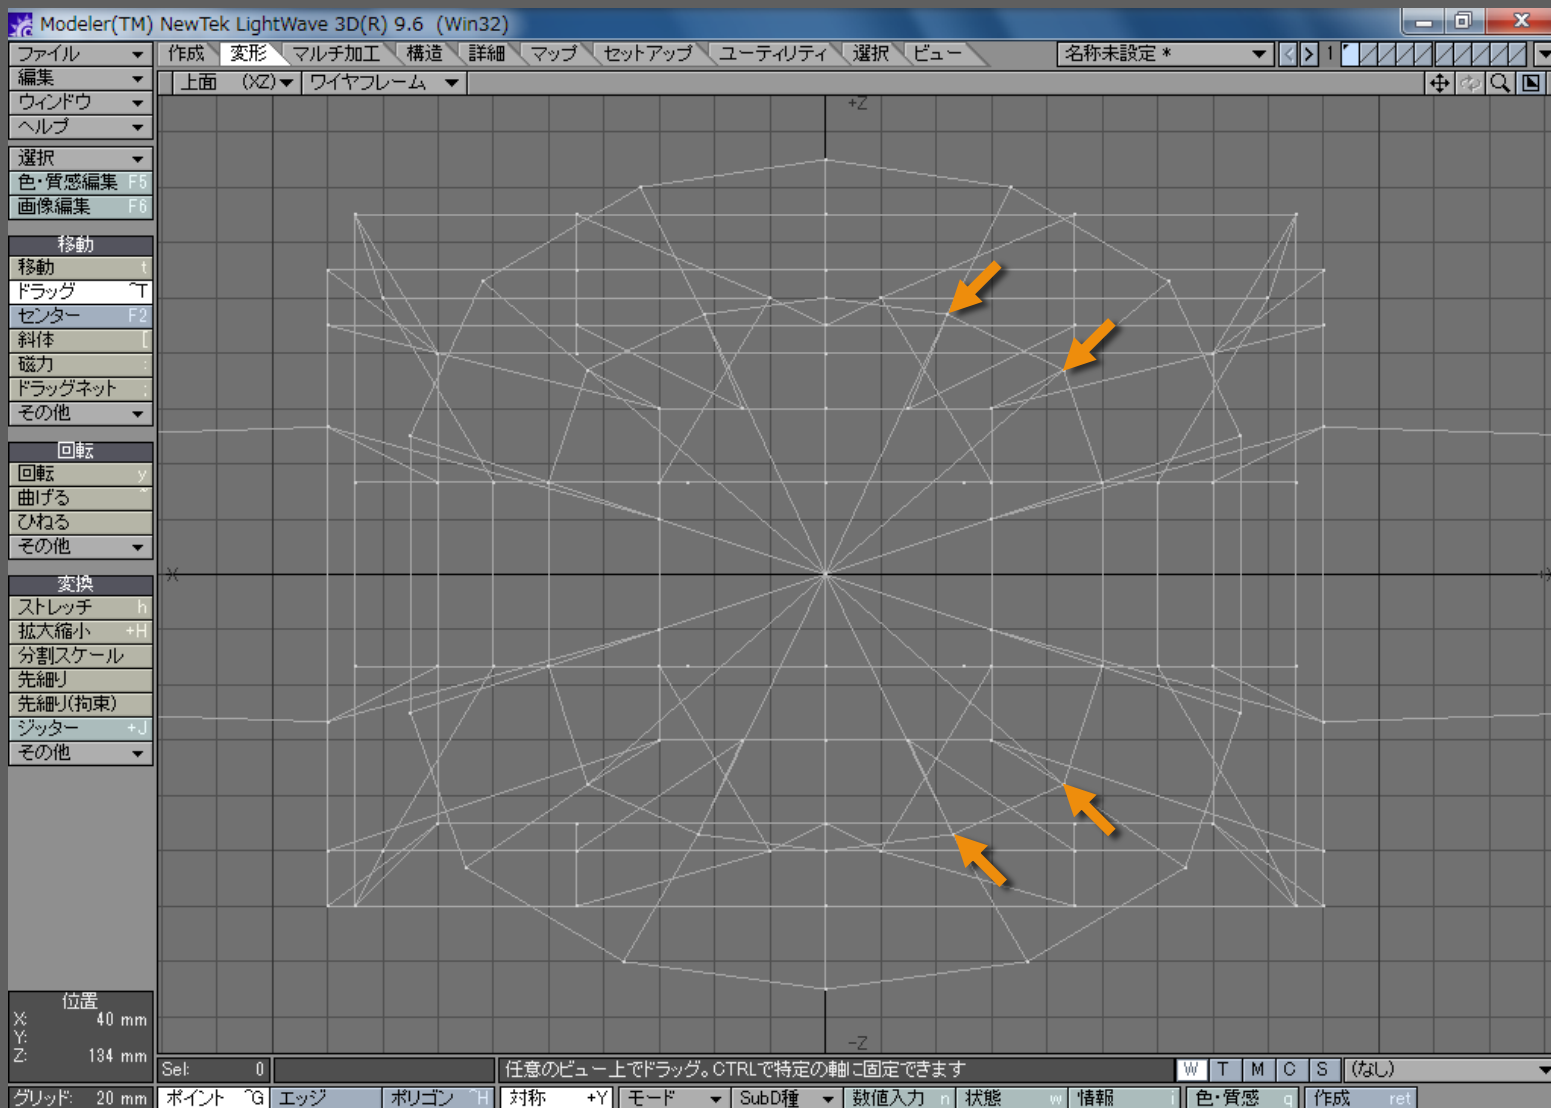 Modeler(TM) NewTek LightWave 3D(R) 9.6 (Win32)
ファイル
作成 変形 マルチ加工 構造 詳細 マップ セットアップ ユーティリティ 選択 ビュー 名称未設定 * 1
編集
上面 (XZ) ワイヤフレーム
ウィンドウ
ヘルプ
選択
色・質感編集 F5
画像編集 F6
移動
移動 t
ドラッグ ^T
センター F2
斜体 [
磁力 :
ドラッグネット ;
その他
回転
回転 y
曲げる ~
ひねる
その他
変換
ストレッチ h
拡大縮小 +H
分割スケール
先細り
先細り(拘束)
ジッター +J
その他
+Z
-X
+X
-Z
位置
X: 40 mm
Y:
Z: 134 mm
グリッド: 20 mm
Sel: 0
任意のビュー上でドラッグ。CTRLで特定の軸に固定できます
W T M C S (なし)
ポイント ^G エッジ ポリゴン ^H 対称 +Y モード SubD種 数値入力 n 状態 w 情報 i 色・質感 q 作成 ret